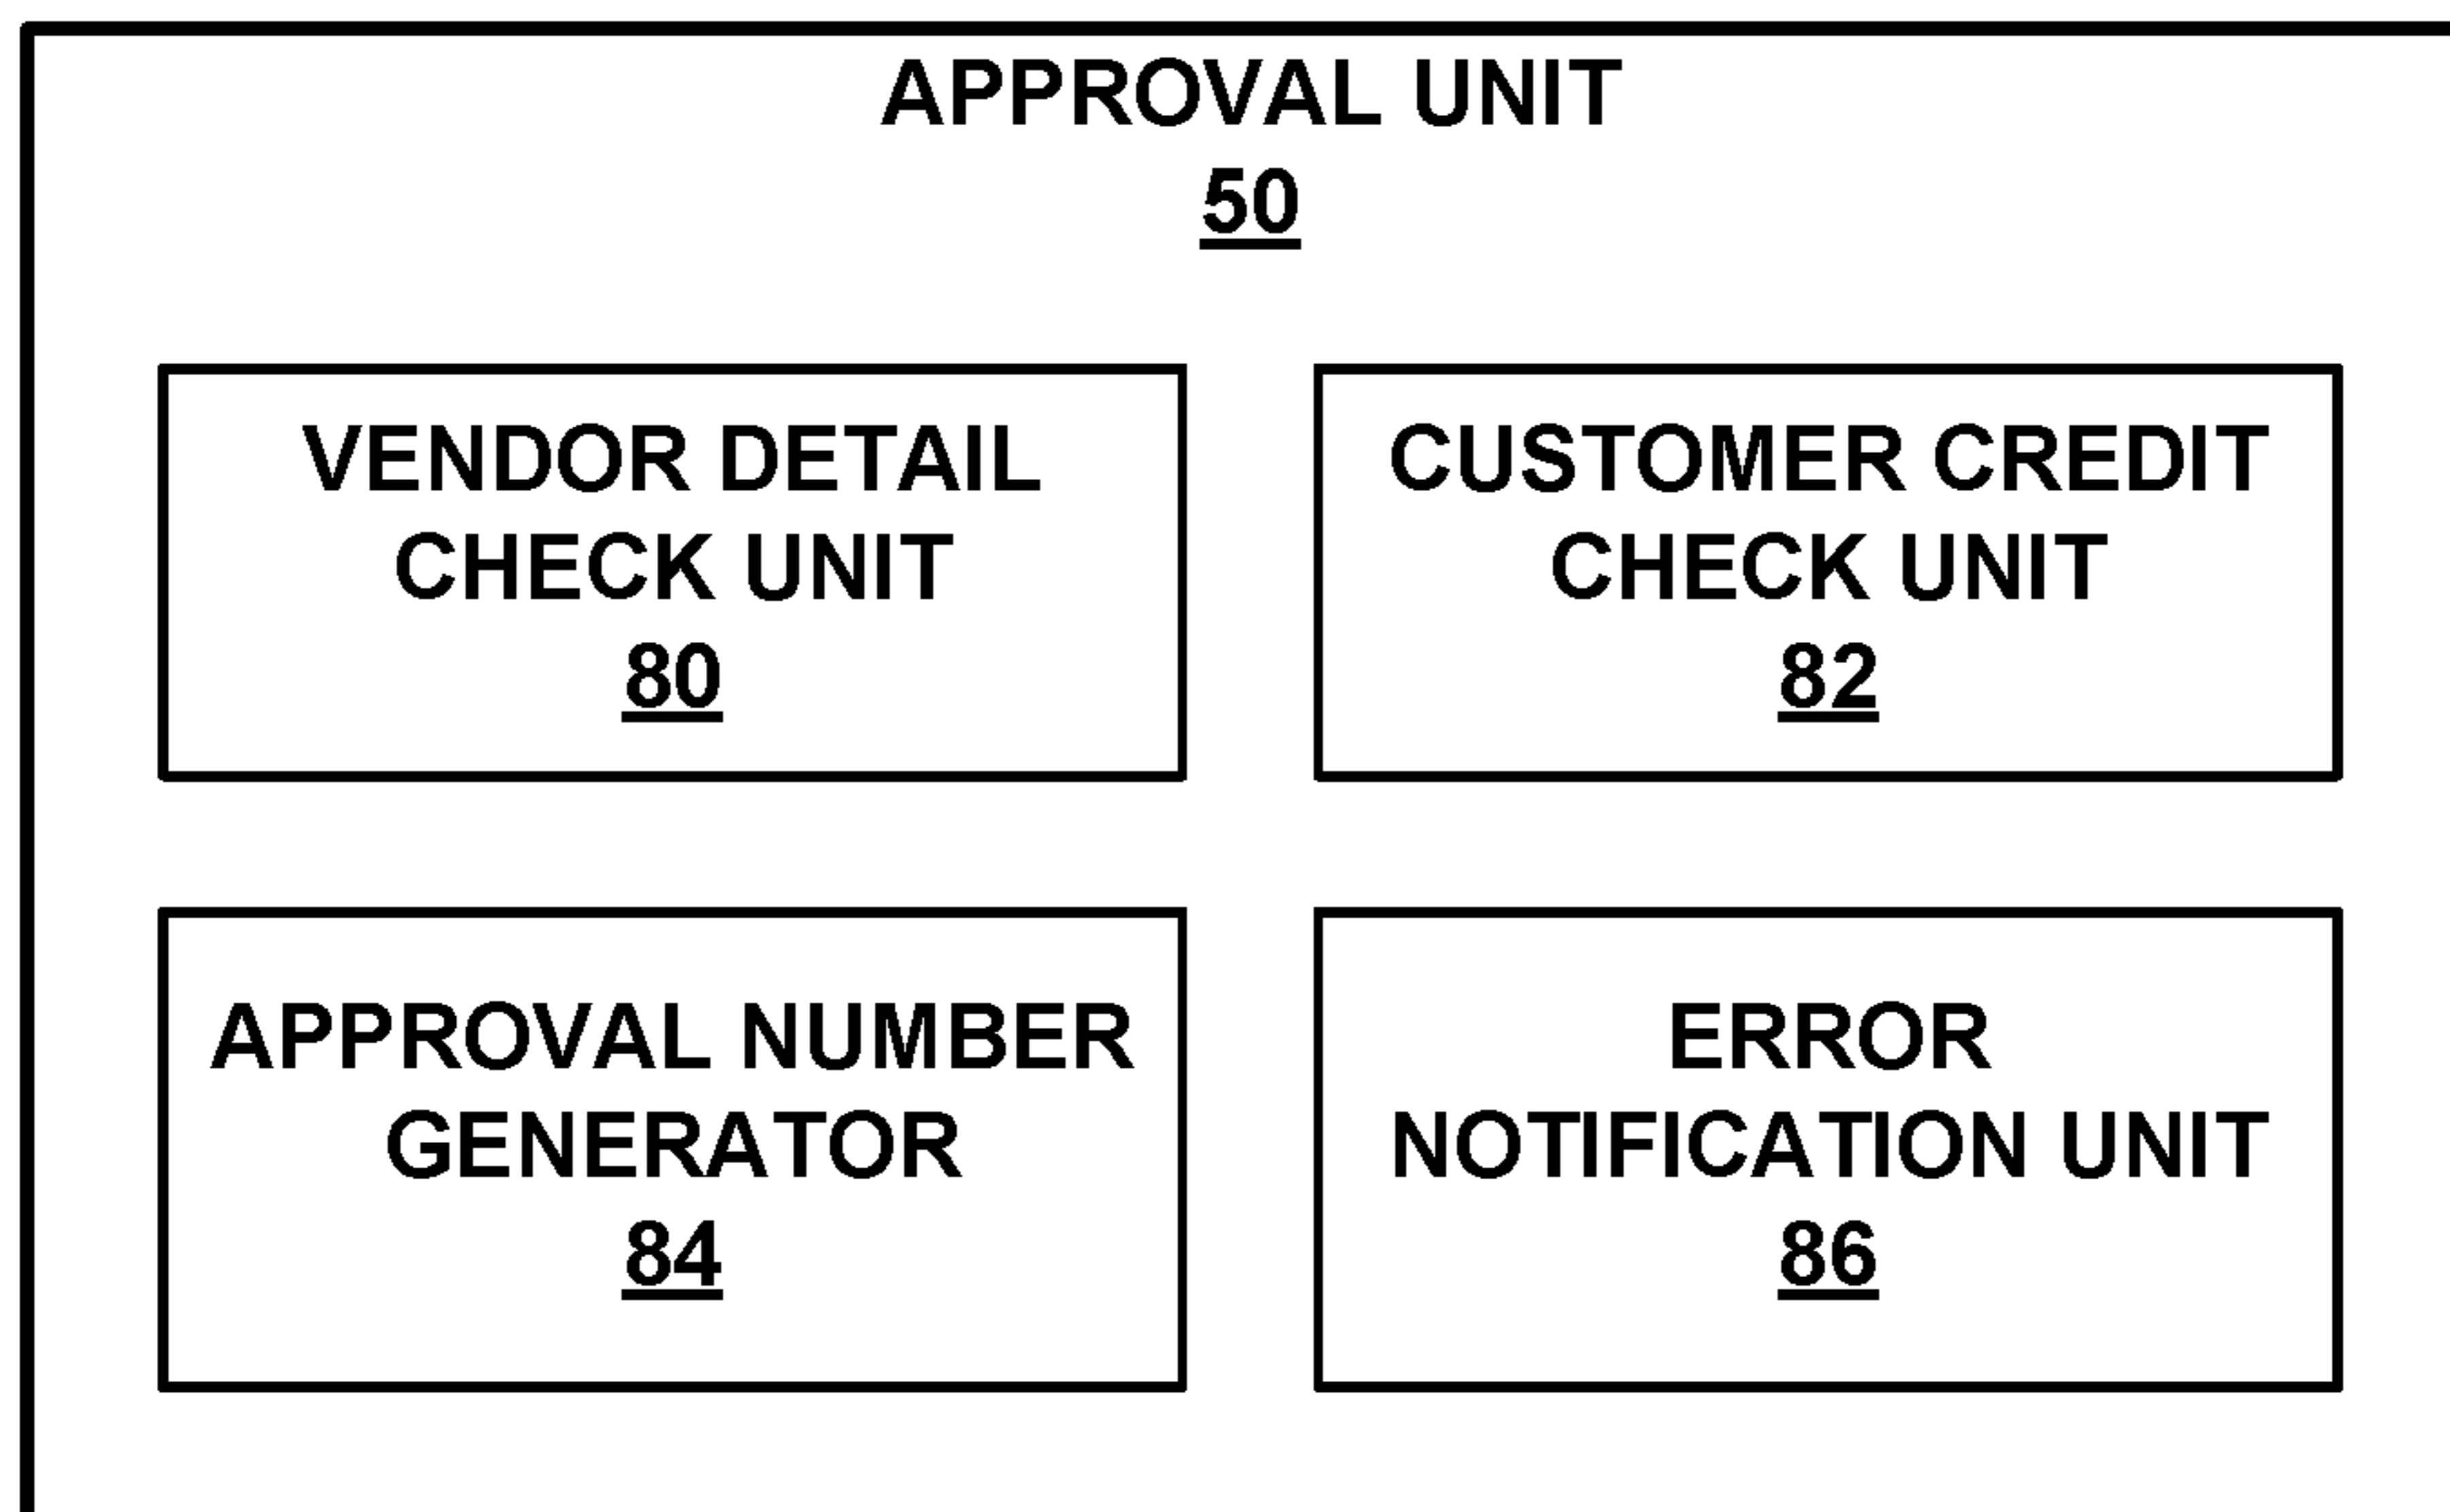 APPROVAL UNIT
50
VENDOR DETAIL
CHECK UNIT
80
CUSTOMER CREDIT
CHECK UNIT
82
APPROVAL NUMBER
GENERATOR
84
ERROR
NOTIFICATION UNIT
86